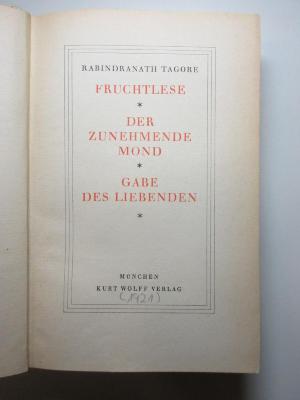 RABINDRANATH TAGORE
FRUCHTLESE
*
DER
ZUNEHMENDE
MOND
*
GABE
DES LIEBENDEN
*
MÜNCHEN
KURT WOLFF VERLAG
(1921)